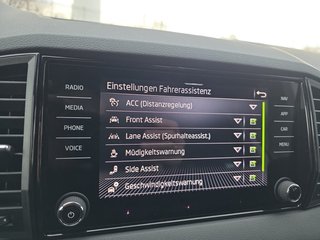 Einstellungen Fahrerassistenz
RADIO
MEDIA
PHONE
VOICE
ACC (Distanzregelung)
Front Assist
Lane Assist (Spurhalteassist.)
Müdigkeitswarnung
Side Assist
Geschwindigkeitswarnung
NAV
APP
CAR
MENU